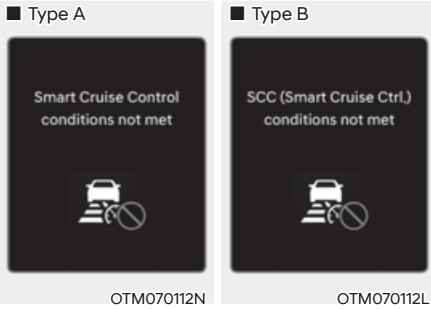 ■ Type A
Smart Cruise Control
conditions not met
OTM070112N
■ Type B
SCC (Smart Cruise Ctrl.)
conditions not met
OTM070112L